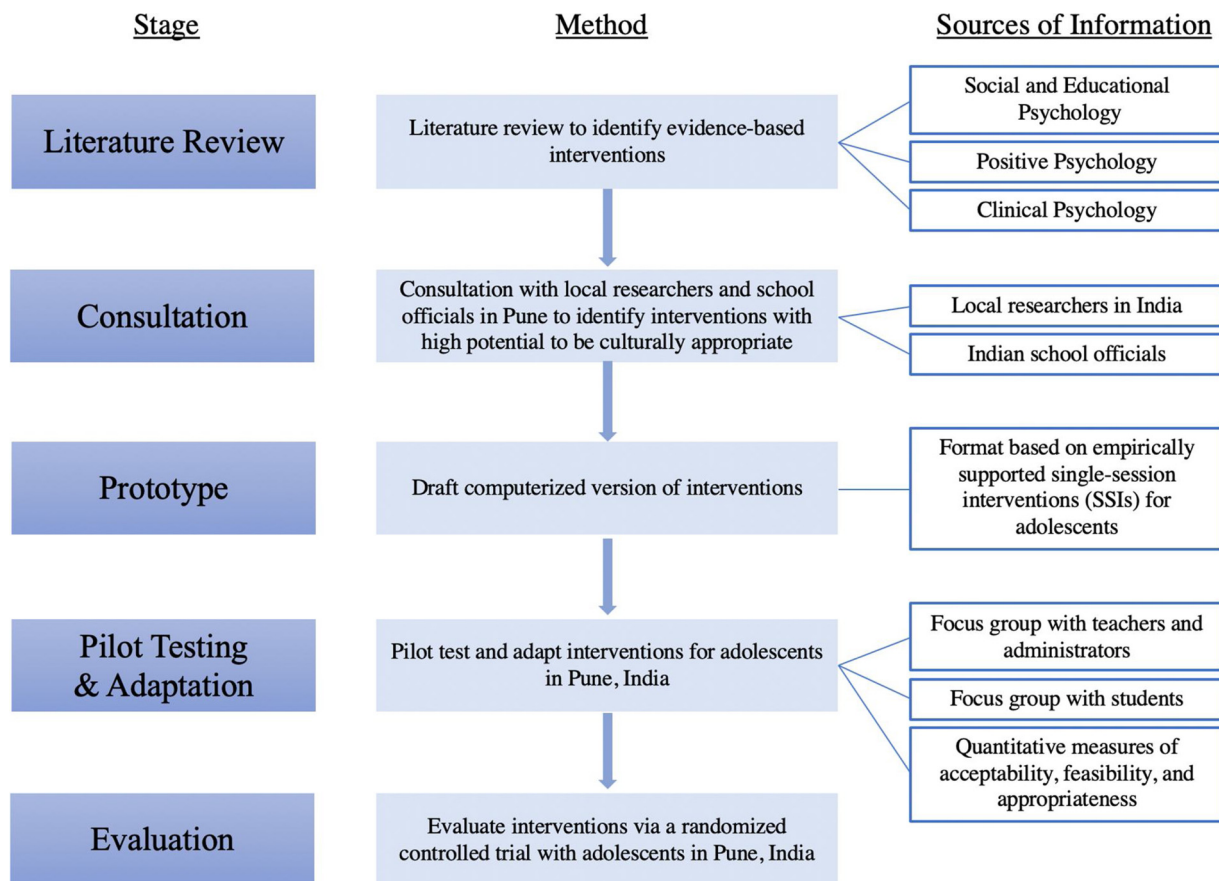 Stage
Method
Sources of Information
Literature Review
Literature review to identify evidence-based
interventions
Social and Educational
Psychology
Positive Psychology
Clinical Psychology
Consultation
Consultation with local researchers and school
officials in Pune to identify interventions with
high potential to be culturally appropriate
Local researchers in India
Indian school officials
Prototype
Draft computerized version of interventions
Format based on empirically
supported single-session
interventions (SSIs) for
adolescents
Pilot Testing
& Adaptation
Pilot test and adapt interventions for adolescents
in Pune, India
Focus group with teachers and
administrators
Focus group with students
Quantitative measures of
acceptability, feasibility, and
appropriateness
Evaluation
Evaluate interventions via a randomized
controlled trial with adolescents in Pune, India